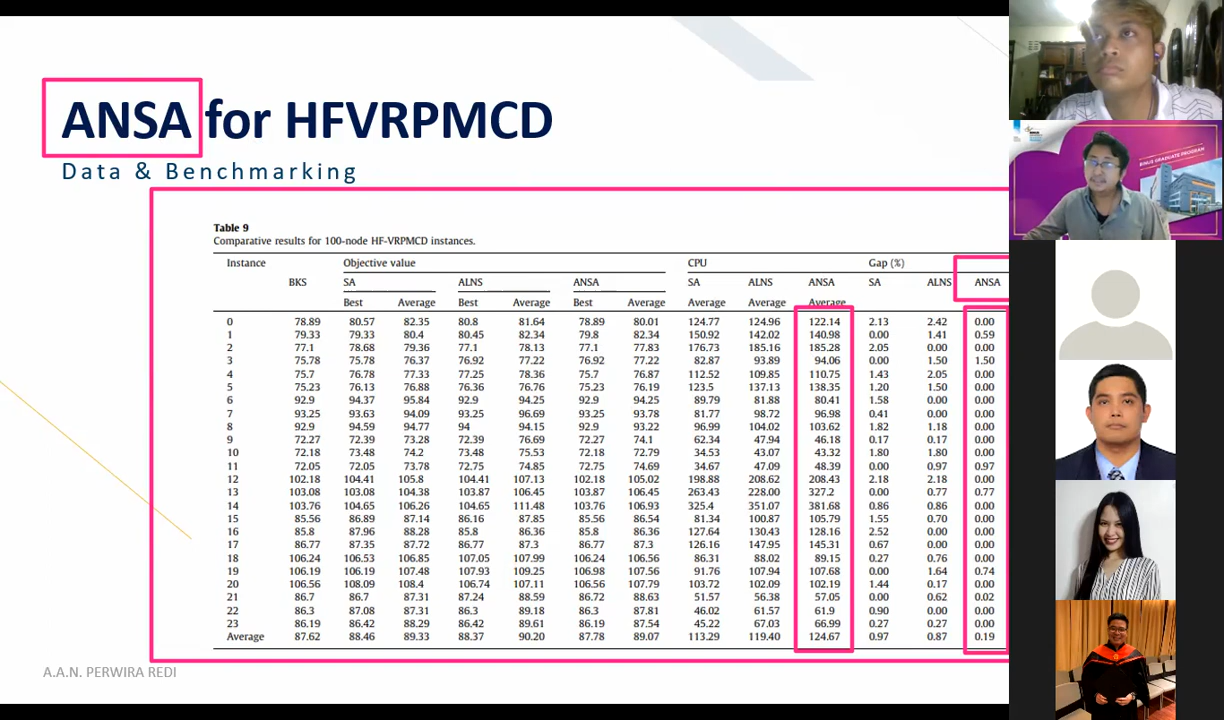 ANSA for HFVRPMCD
Data & Benchmarking
Table 9
Comparative results for 100-node HF-VRPMCD instances.
Instance Objective value CPU Gap (%)
BKS SA ALNS ANSA SA ALNS ANSA SA ALNS ANSA
Best Average Best Average Best Average Average Average Average
0 78.89 80.57 82.35 80.8 81.64 78.89 80.01 124.77 124.96 122.14 2.13 2.42 0.00
1 79.33 79.33 80.4 80.45 82.34 79.8 82.34 150.92 142.02 140.98 0.00 1.41 0.59
2 77.1 78.68 79.36 77.1 78.13 77.1 77.83 176.73 185.16 185.28 2.05 0.00 0.00
3 75.78 75.78 76.37 76.92 77.22 76.92 77.22 82.87 93.89 94.06 0.00 1.50 1.50
4 75.7 76.78 77.33 77.25 78.36 75.7 76.87 112.52 109.85 110.75 1.43 2.05 0.00
5 75.23 76.13 76.88 76.36 76.76 75.23 76.19 123.5 137.13 138.35 1.20 1.50 0.00
6 92.9 94.37 95.84 92.9 94.25 92.9 94.25 89.79 81.88 80.41 1.58 0.00 0.00
7 93.25 93.63 94.09 93.25 96.69 93.25 93.78 81.77 98.72 96.98 0.41 0.00 0.00
8 92.9 94.59 94.77 94 94.15 92.9 93.22 96.99 104.02 103.62 1.82 1.18 0.00
9 72.27 72.39 73.28 72.39 76.69 72.27 74.1 62.34 47.94 46.18 0.17 0.17 0.00
10 72.18 73.48 74.2 73.48 75.53 72.18 72.79 34.53 43.07 43.32 1.80 1.80 0.00
11 72.05 72.05 73.78 72.75 74.85 72.75 74.69 34.67 47.09 48.39 0.00 0.97 0.97
12 102.18 104.41 105.8 104.41 107.13 102.18 105.02 198.88 208.62 208.43 2.18 2.18 0.00
13 103.08 103.08 104.38 103.87 106.45 103.87 106.45 263.43 228.00 327.2 0.00 0.77 0.77
14 103.76 104.65 106.26 104.65 111.48 103.76 106.93 325.4 351.07 381.68 0.86 0.86 0.00
15 85.56 86.89 87.14 86.16 87.85 85.56 86.54 81.34 100.87 105.79 1.55 0.70 0.00
16 85.8 87.96 88.28 85.8 86.36 85.8 86.36 127.64 130.43 128.16 2.52 0.00 0.00
17 86.77 87.35 87.72 86.77 87.3 86.77 87.3 126.16 147.95 145.31 0.67 0.00 0.00
18 106.24 106.53 106.85 107.05 107.99 106.24 106.56 86.31 88.02 89.15 0.27 0.76 0.00
19 106.19 106.19 107.48 107.93 109.25 106.98 107.56 91.76 107.94 107.68 0.00 1.64 0.74
20 106.56 108.09 108.4 106.74 107.11 106.56 107.79 103.72 102.09 102.19 1.44 0.17 0.00
21 86.7 86.7 87.31 87.24 88.59 86.72 88.63 51.57 56.38 57.05 0.00 0.62 0.02
22 86.3 87.08 87.31 86.3 89.18 86.3 87.81 46.02 61.57 61.9 0.90 0.00 0.00
23 86.19 86.42 88.29 86.42 89.61 86.19 87.54 45.22 67.03 66.99 0.27 0.27 0.00
Average 87.62 88.46 89.33 88.37 90.20 87.78 89.07 113.29 119.40 124.67 0.97 0.87 0.19
A.A.N. PERWIRA REDI
BINUS GRADUATE PROGRAM